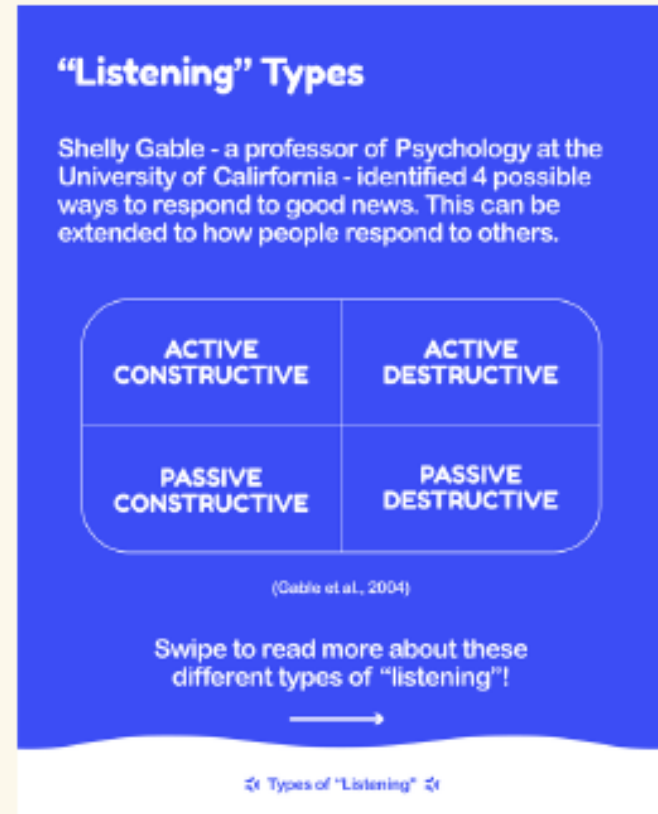 “Listening” Types
Shelly Gable - a professor of Psychology at the
University of Calirfornia - identified 4 possible
ways to respond to good news. This can be
extended to how people respond to others.
ACTIVE
CONSTRUCTIVE
ACTIVE
DESTRUCTIVE
PASSIVE
CONSTRUCTIVE
PASSIVE
DESTRUCTIVE
(Gable et al., 2004)
Swipe to read more about these
different types of “listening”!
Types of “Listening”